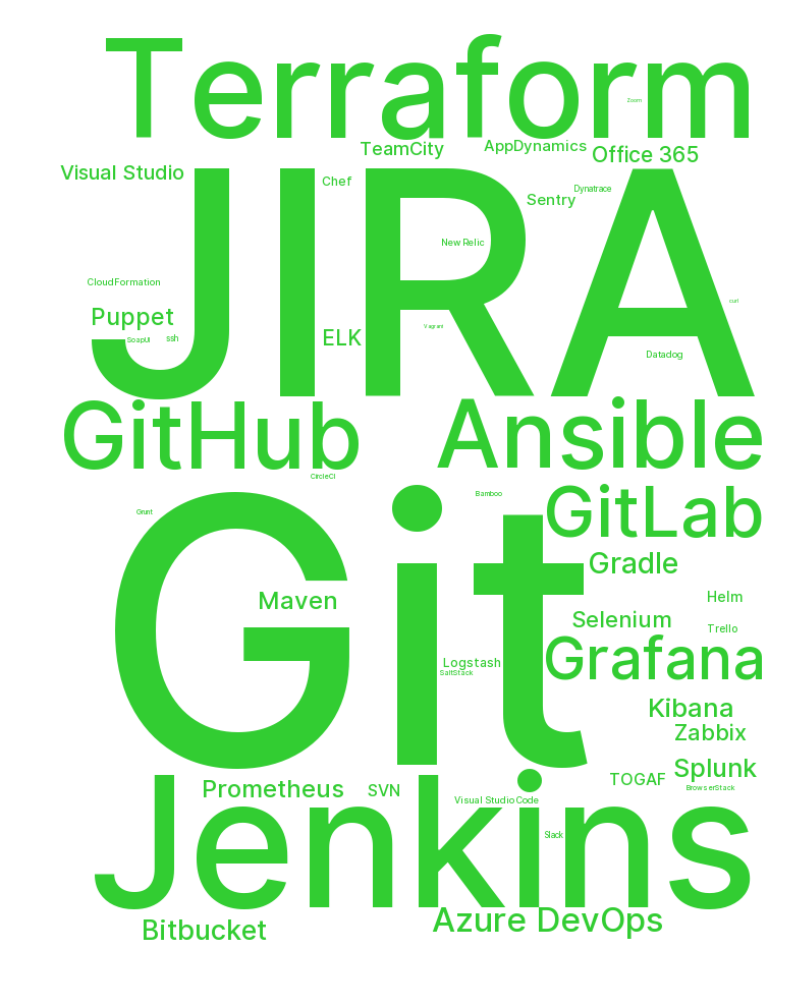 Terraform
Zoom
TeamCity
AppDynamics
Office 365
Visual Studio
JIRA
Chef
Sentry
Dynatrace
New Relic
CloudFormation
curl
Puppet
Vagrant
SoapUI
ssh
ELK
Datadog
GitHub
Ansible
CircleCI
Git
Bamboo
GitLab
Grunt
Gradle
Maven
Helm
Selenium
Trello
Grafana
Logstash
SaltStack
Kibana
Zabbix
Splunk
TOGAF
BrowserStack
Jenkins
Prometheus
SVN
Visual Studio Code
Slack
Bitbucket
Azure DevOps